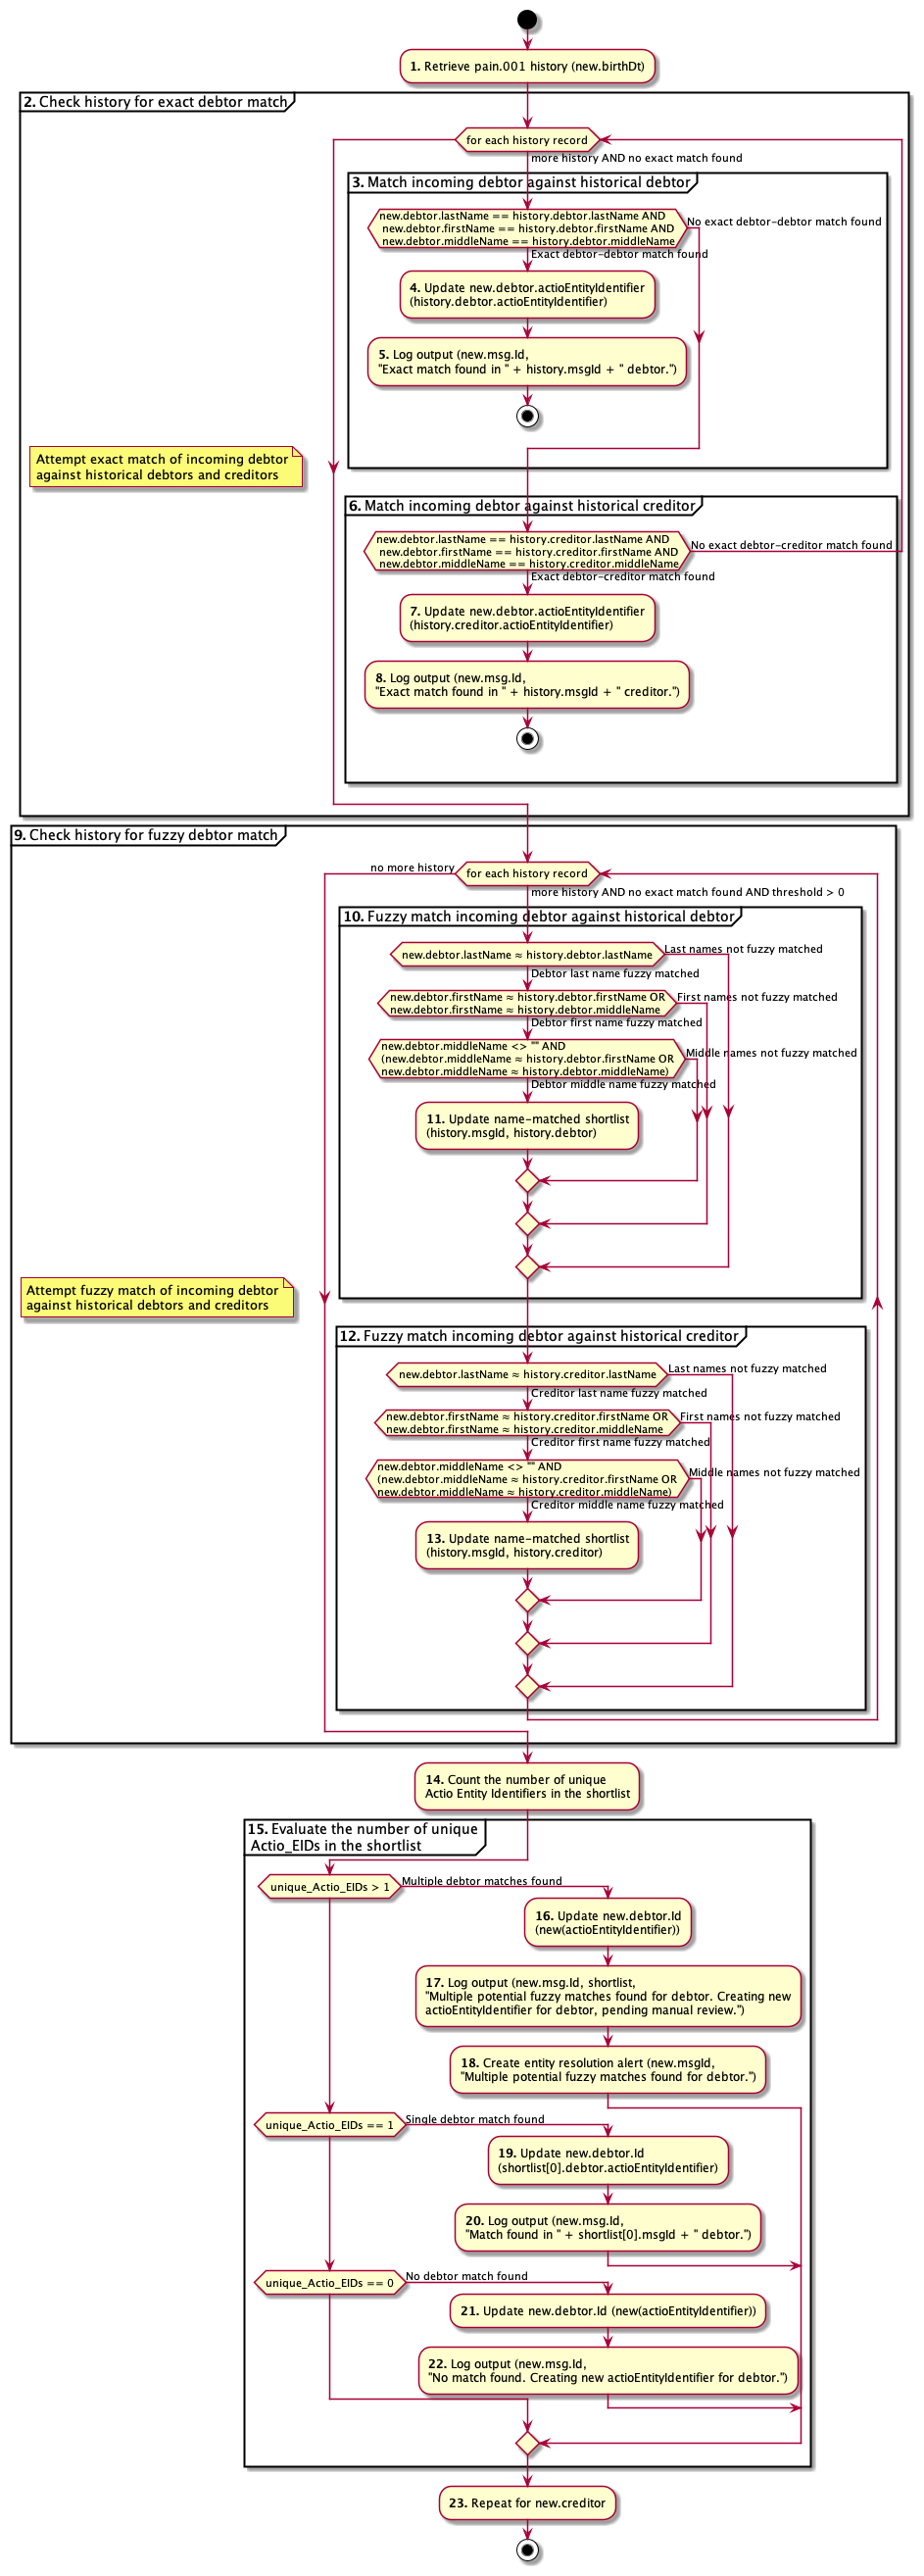 1. Retrieve pain.001 history (new.birthDt)
2. Check history for exact debtor match
for each history record
more history AND no exact match found
3. Match incoming debtor against historical debtor
new.debtor.lastName == history.debtor.lastName AND
new.debtor.firstName == history.debtor.firstName AND
new.debtor.middleName == history.debtor.middleName
No exact debtor-debtor match found
Exact debtor-debtor match found
4. Update new.debtor.actioEntityIdentifier
(history.debtor.actioEntityIdentifier)
5. Log output (new.msg.Id,
"Exact match found in " + history.msgId + " debtor.")
Attempt exact match of incoming debtor
against historical debtors and creditors
6. Match incoming debtor against historical creditor
new.debtor.lastName == history.creditor.lastName AND
new.debtor.firstName == history.creditor.firstName AND
new.debtor.middleName == history.creditor.middleName
No exact debtor-creditor match found
Exact debtor-creditor match found
7. Update new.debtor.actioEntityIdentifier
(history.creditor.actioEntityIdentifier)
8. Log output (new.msg.Id,
"Exact match found in " + history.msgId + " creditor.")
9. Check history for fuzzy debtor match
no more history
for each history record
more history AND no exact match found AND threshold > 0
10. Fuzzy match incoming debtor against historical debtor
new.debtor.lastName ≈ history.debtor.lastName
Last names not fuzzy matched
Debtor last name fuzzy matched
new.debtor.firstName ≈ history.debtor.firstName OR
new.debtor.firstName ≈ history.debtor.middleName
First names not fuzzy matched
Debtor first name fuzzy matched
new.debtor.middleName <> "" AND
(new.debtor.middleName ≈ history.debtor.firstName OR
new.debtor.middleName ≈ history.debtor.middleName)
Middle names not fuzzy matched
Debtor middle name fuzzy matched
11. Update name-matched shortlist
(history.msgId, history.debtor)
Attempt fuzzy match of incoming debtor
against historical debtors and creditors
12. Fuzzy match incoming debtor against historical creditor
new.debtor.lastName ≈ history.creditor.lastName
Last names not fuzzy matched
Creditor last name fuzzy matched
new.debtor.firstName ≈ history.creditor.firstName OR
new.debtor.firstName ≈ history.creditor.middleName
First names not fuzzy matched
Creditor first name fuzzy matched
new.debtor.middleName <> "" AND
(new.debtor.middleName ≈ history.creditor.firstName OR
new.debtor.middleName ≈ history.creditor.middleName)
Middle names not fuzzy matched
Creditor middle name fuzzy matched
13. Update name-matched shortlist
(history.msgId, history.creditor)
14. Count the number of unique
Actio Entity Identifiers in the shortlist
15. Evaluate the number of unique
Actio_EIDs in the shortlist
unique_Actio_EIDs > 1
Multiple debtor matches found
16. Update new.debtor.Id
(new(actioEntityIdentifier))
17. Log output (new.msg.Id, shortlist,
"Multiple potential fuzzy matches found for debtor. Creating new
actioEntityIdentifier for debtor, pending manual review.")
18. Create entity resolution alert (new.msgId,
"Multiple potential fuzzy matches found for debtor.")
unique_Actio_EIDs == 1
Single debtor match found
19. Update new.debtor.Id
(shortlist[0].debtor.actioEntityIdentifier)
20. Log output (new.msg.Id,
"Match found in " + shortlist[0].msgId + " debtor.")
unique_Actio_EIDs == 0
No debtor match found
21. Update new.debtor.Id (new(actioEntityIdentifier))
22. Log output (new.msg.Id,
"No match found. Creating new actioEntityIdentifier for debtor.")
23. Repeat for new.creditor